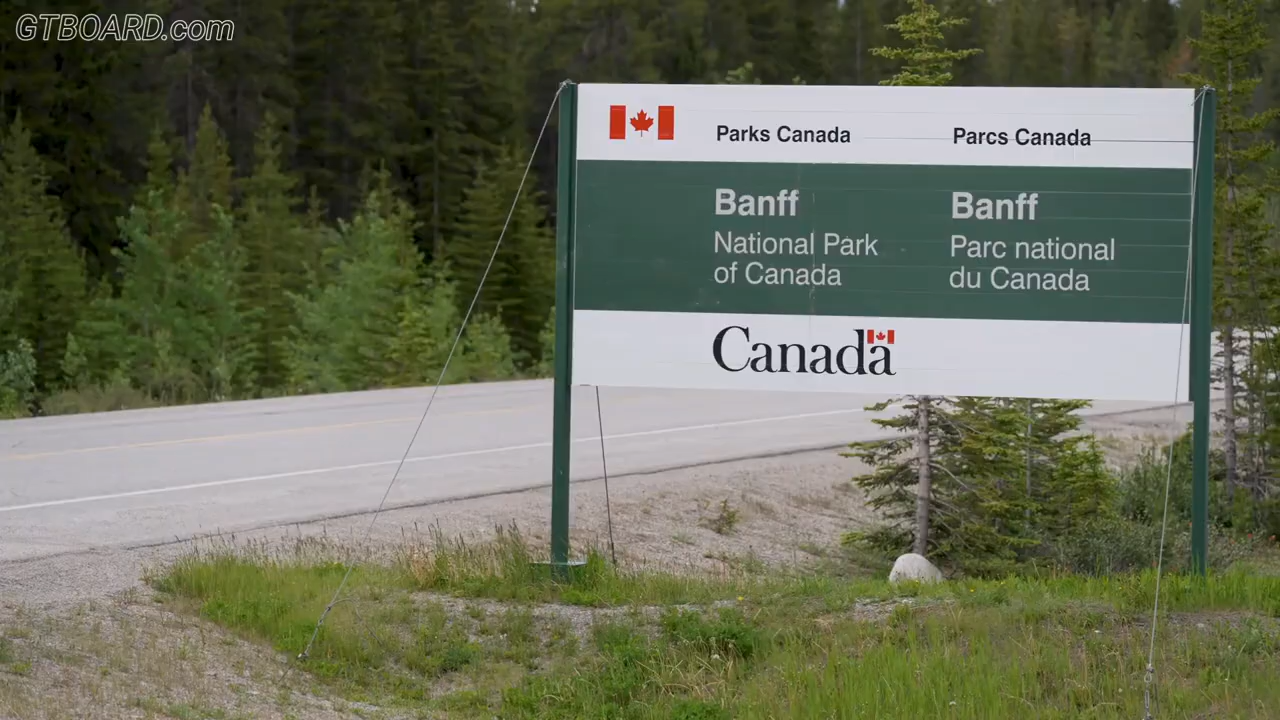 GTBOARD.com
Parks Canada
Parcs Canada
Banff
National Park
of Canada
Banff
Parc national
du Canada
Canada